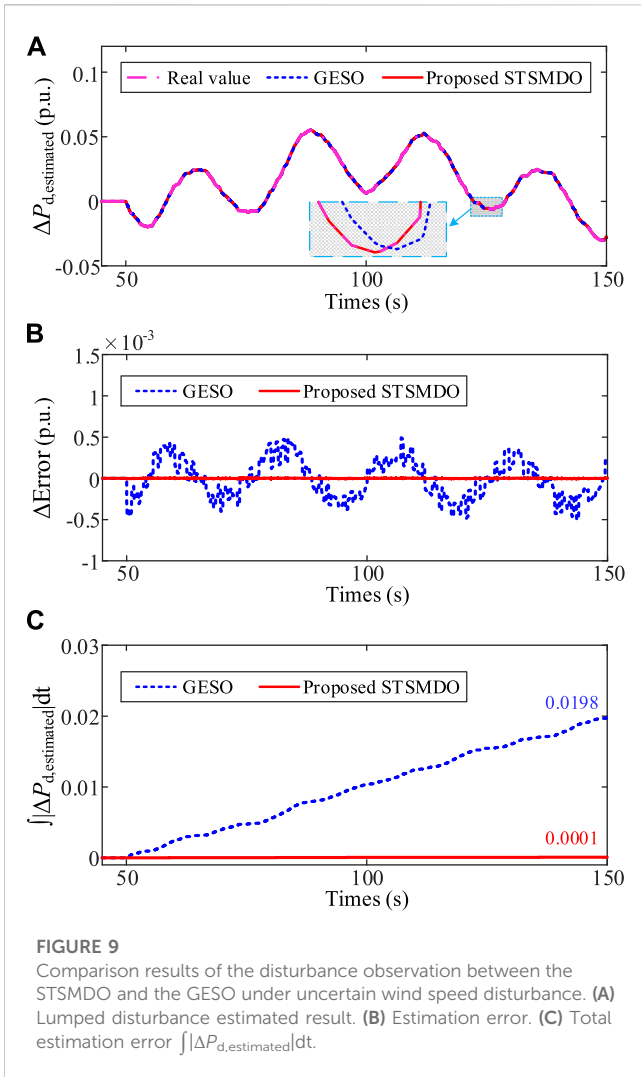 A
0.1
Real value
GESO
Proposed STSMDO
0.05
0
-0.05
ΔP_d,estimated (p.u.)
50
100
150
Times (s)
B
×10^-3
1.5
GESO
Proposed STSMDO
1
0.5
0
-0.5
-1
ΔError (p.u.)
50
100
150
Times (s)
C
0.03
GESO
Proposed STSMDO
0.0198
0.02
0.01
0.0001
0
∫|ΔP_d,estimated|dt
50
100
150
Times (s)
FIGURE 9
Comparison results of the disturbance observation between the
STSMDO and the GESO under uncertain wind speed disturbance. (A)
Lumped disturbance estimated result. (B) Estimation error. (C) Total
estimation error ∫|ΔP_d,estimated|dt.